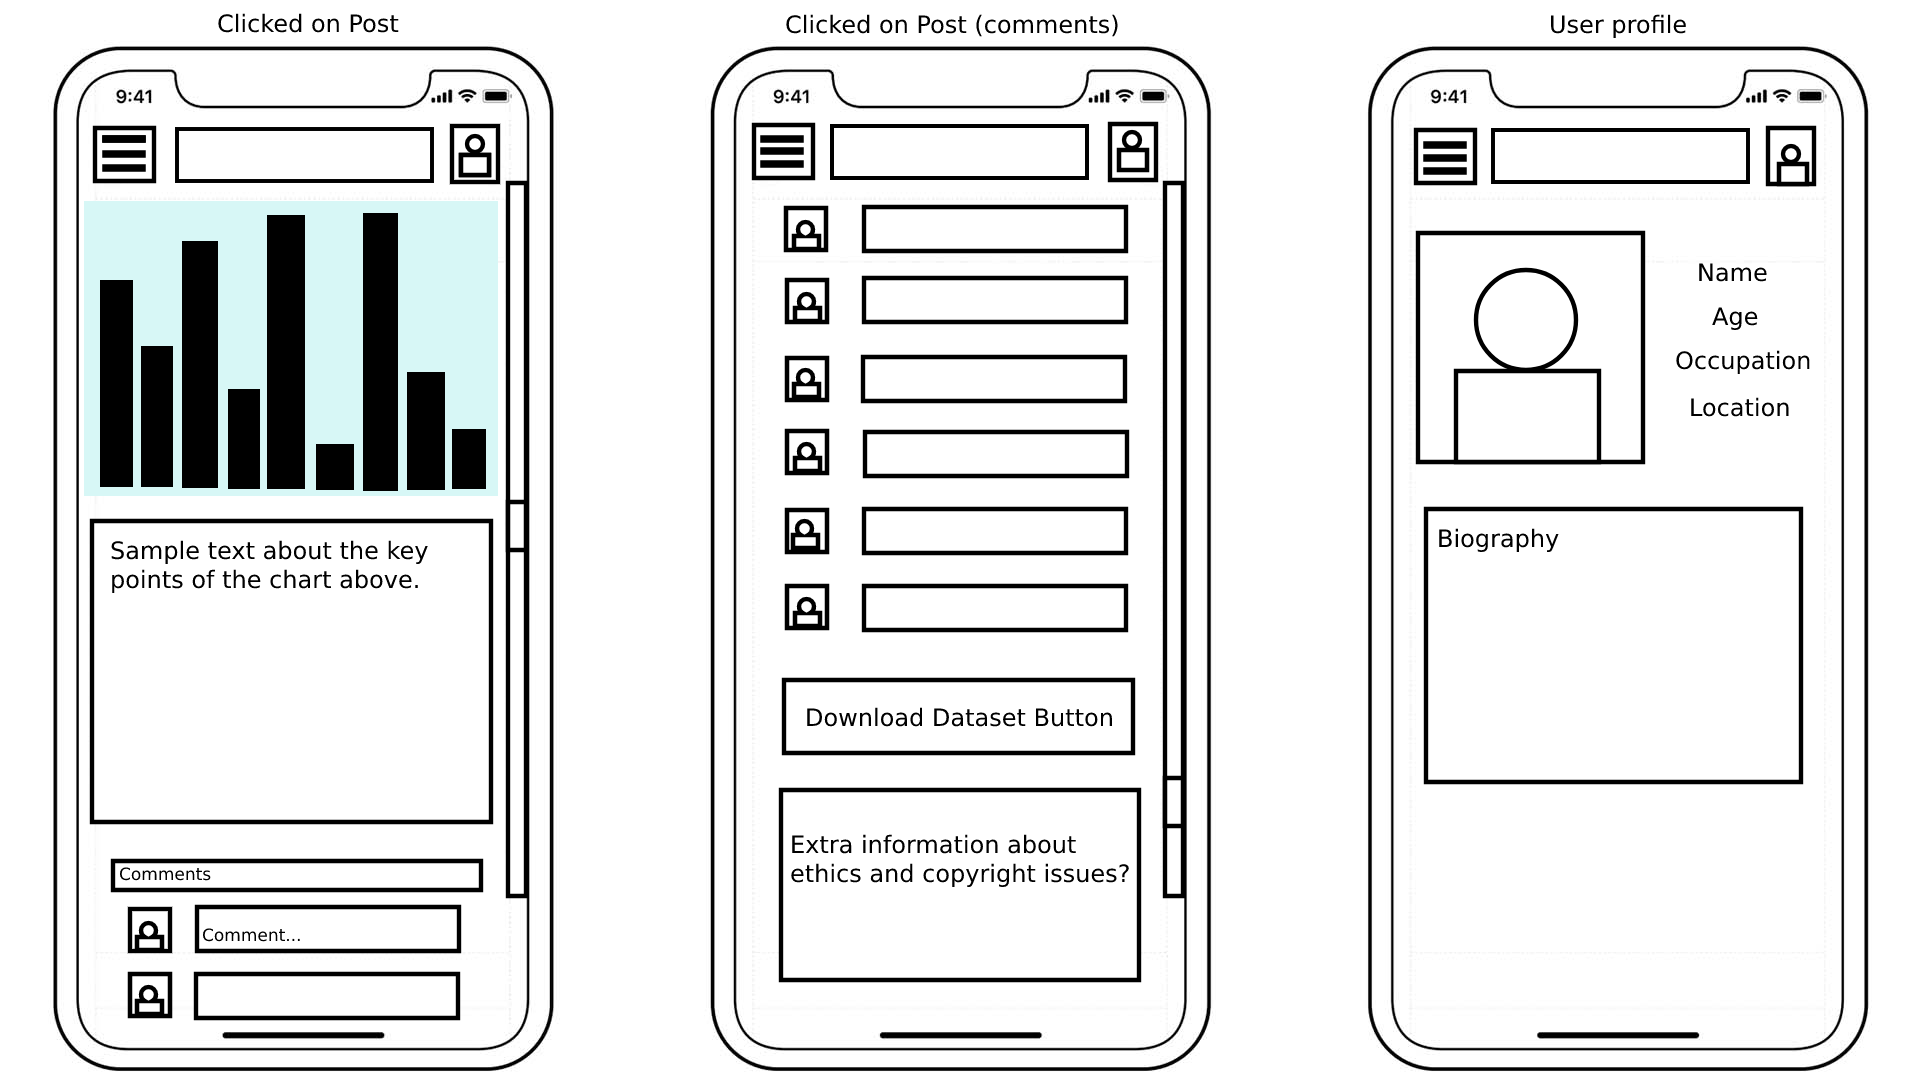 Clicked on Post
9:41
Sample text about the key
points of the chart above.
Comments
Comment...
Clicked on Post (comments)
9:41
Download Dataset Button
Extra information about
ethics and copyright issues?
User profile
9:41
Name
Age
Occupation
Location
Biography